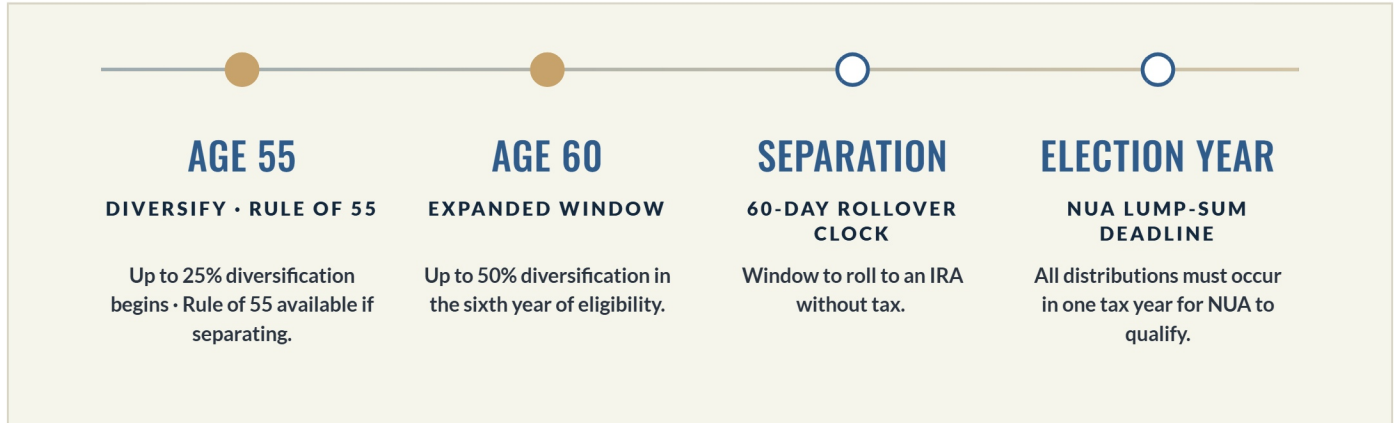 AGE 55
DIVERSIFY · RULE OF 55
Up to 25% diversification
begins · Rule of 55 available if
separating.
AGE 60
EXPANDED WINDOW
Up to 50% diversification in
the sixth year of eligibility.
SEPARATION
60-DAY ROLLOVER
CLOCK
Window to roll to an IRA
without tax.
ELECTION YEAR
NUA LUMP-SUM
DEADLINE
All distributions must occur
in one tax year for NUA to
qualify.